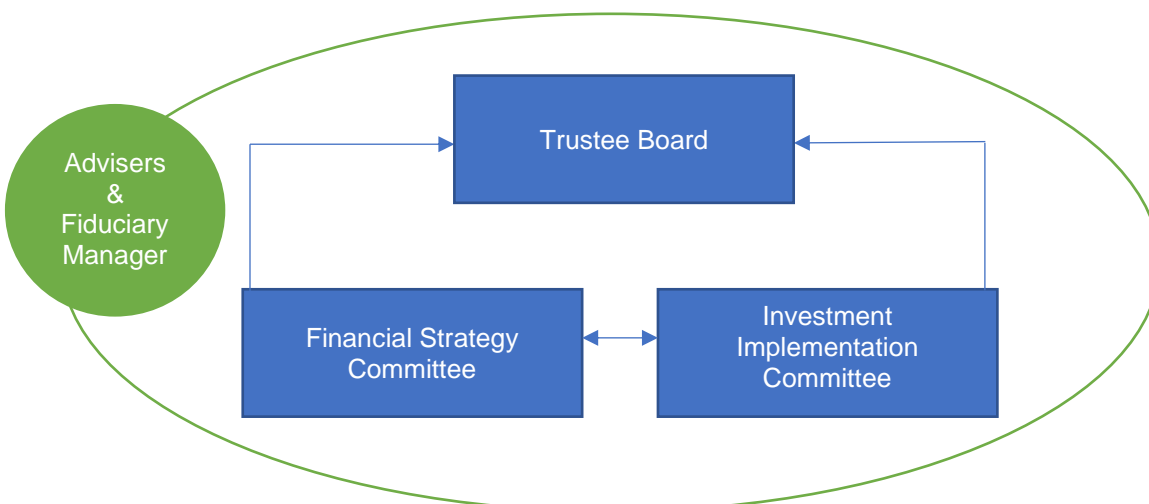 Trustee Board
Advisers
&
Fiduciary
Manager
Financial Strategy
Committee
Investment
Implementation
Committee